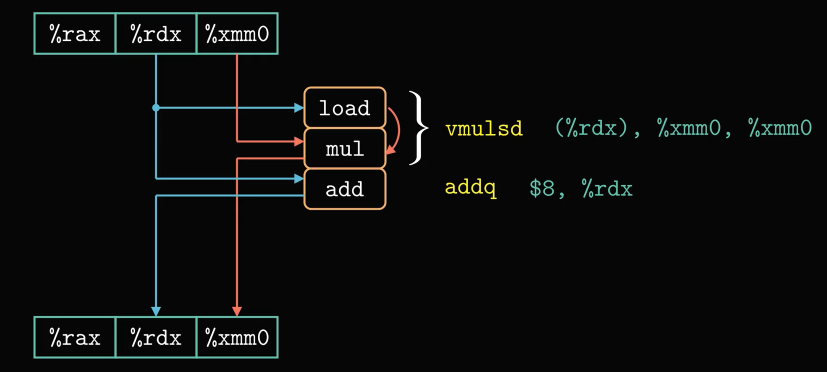 %rax %rdx %xmm0
load
vmulsd (%rdx), %xmm0, %xmm0
mul
add
addq $8, %rdx
%rax %rdx %xmm0